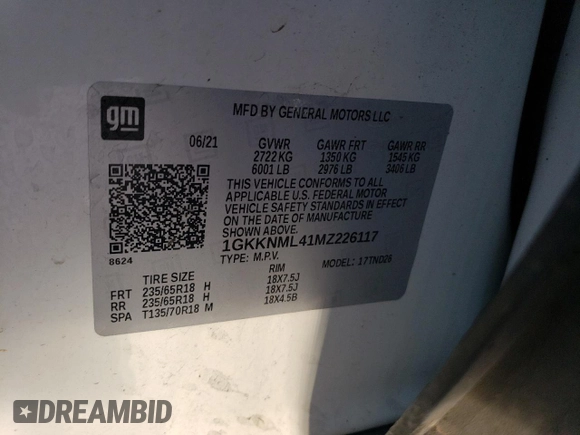 gm
MFD BY GENERAL MOTORS LLC
06/21 GVWR GAWR FRT GAWR RR
2722 KG 1350 KG 1545 KG
6001 LB 2976 LB 3406 LB
THIS VEHICLE CONFORMS TO ALL
APPLICABLE U.S. FEDERAL MOTOR
VEHICLE SAFETY STANDARDS IN EFFECT
ON THE DATE OF MANUFACTURE
SHOWN ABOVE.
1GKKNML41MZ226117
8624
TYPE: M.P.V. MODEL: 17TND26
TIRE SIZE RIM
FRT 235/65R18 H 18X7.5J
RR 235/65R18 H 18X7.5J
SPA T135/70R18 M 18X4.5B
DREAMBID